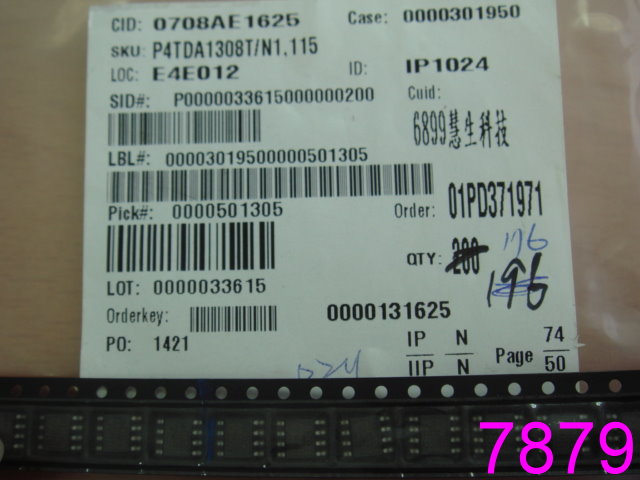 CID: 0708AE1625 Case: 0000301950
SKU: P4TDA1308T/N1,115
LOC: E4E012 ID: IP1024
SID#: P0000033615000000200 Cuid:
6899慧生科技
LBL#: 00003019500000501305
Pick#: 0000501305 Order: 01PD371971
QTY: 200 176
196
LOT: 0000033615
Orderkey: 0000131625
PO: 1421 IP N Page 74
IIP N 50
7879